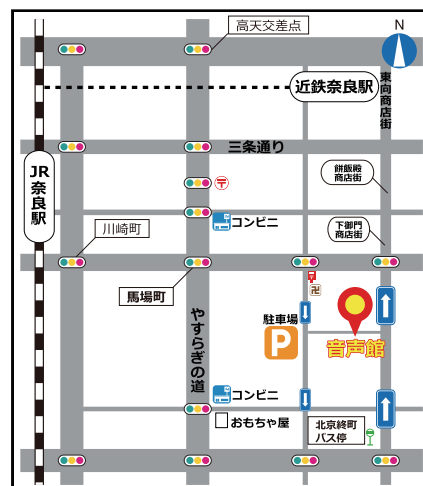 高天交差点
N
近鉄奈良駅
東向商店街
三条通り
JR
奈良駅
餅飯殿
商店街
〒
コンビニ
川崎町
下御門
商店街
馬場町
卍
やすらぎの道
駐車場
P
音声館
コンビニ
おもちゃ屋
北京終町
バス停